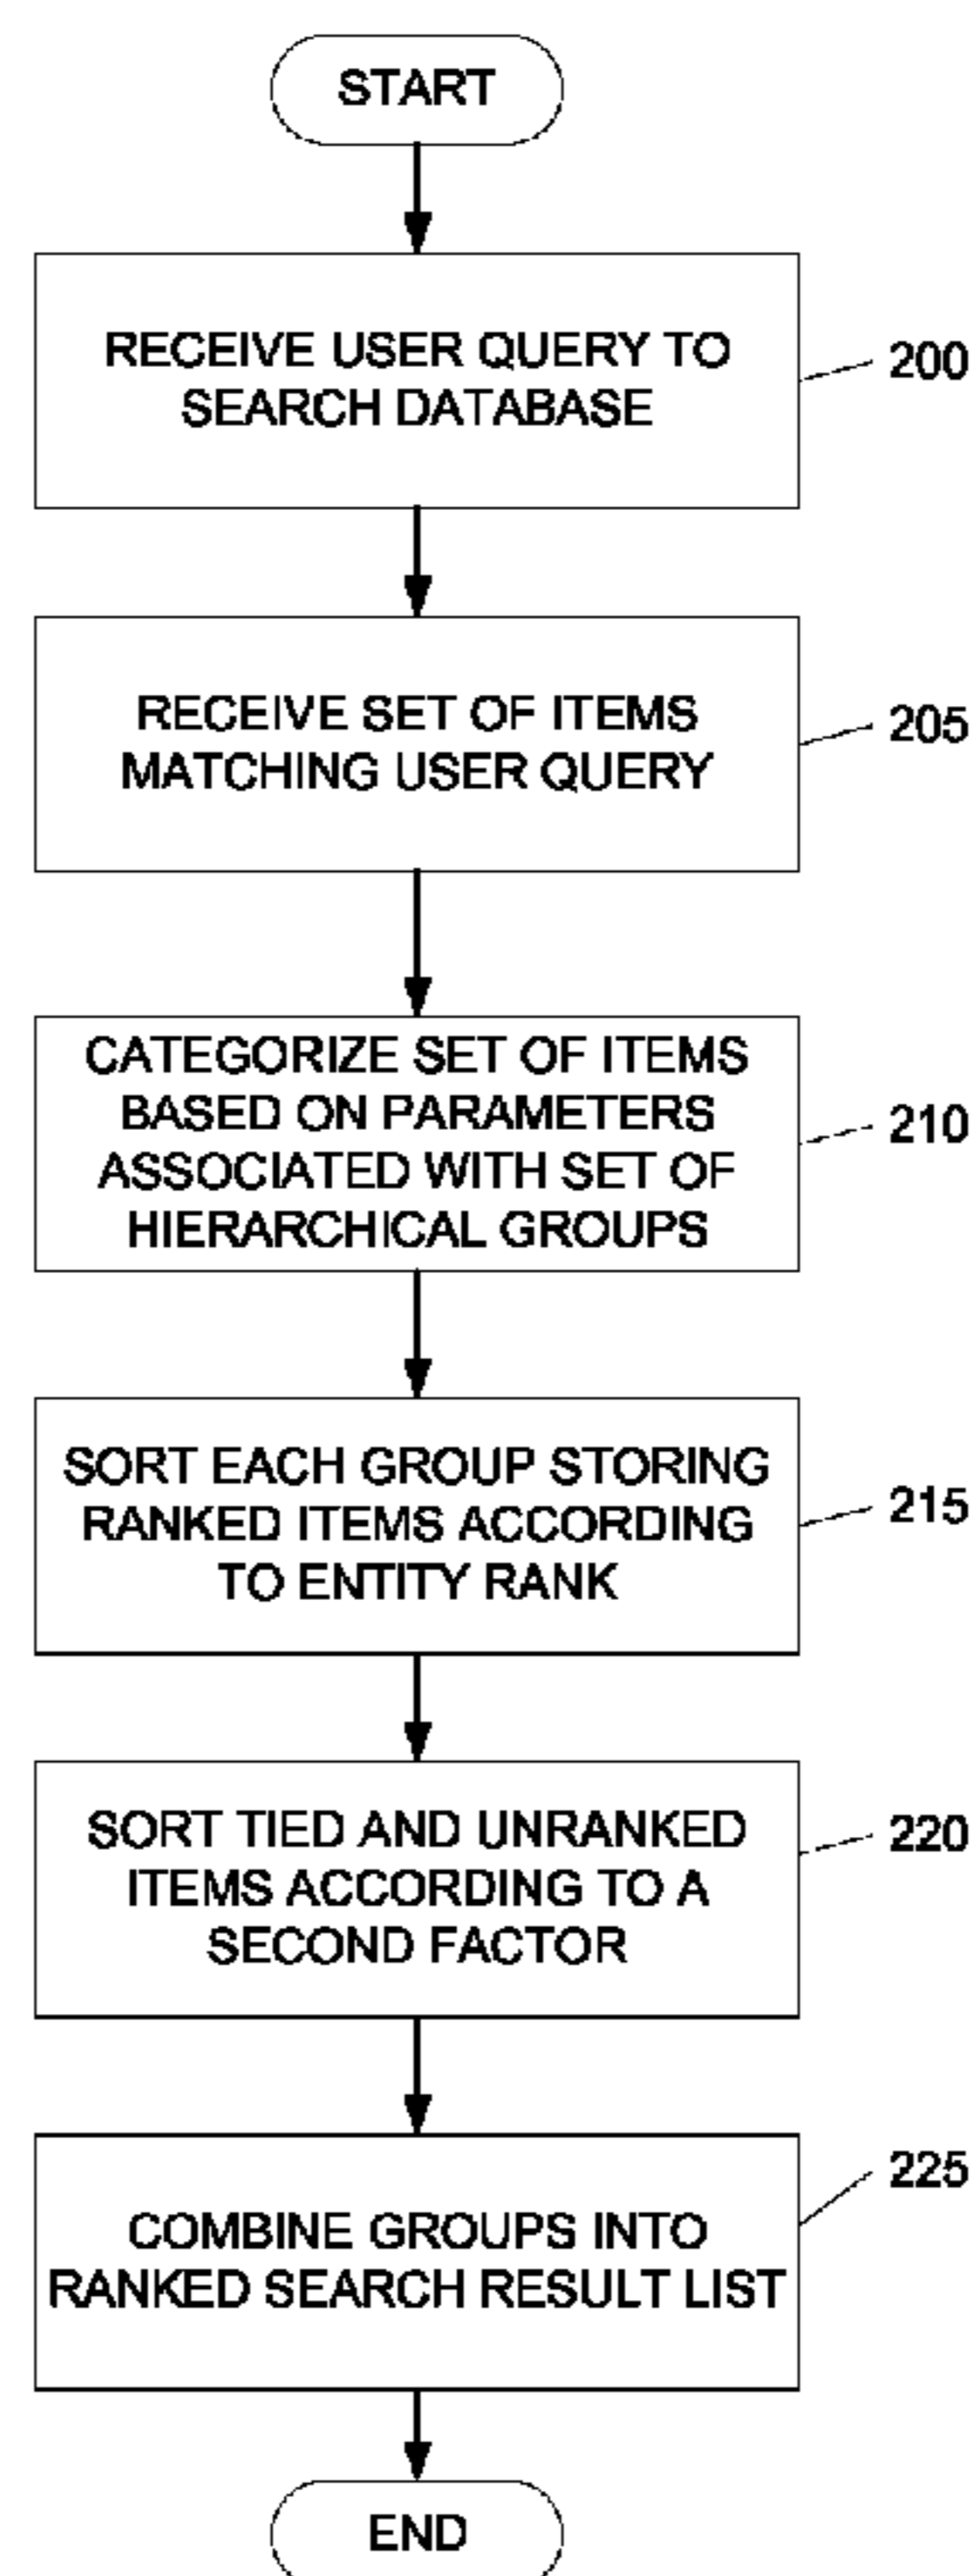 START
RECEIVE USER QUERY TO
SEARCH DATABASE
200
RECEIVE SET OF ITEMS
MATCHING USER QUERY
205
CATEGORIZE SET OF ITEMS
BASED ON PARAMETERS
ASSOCIATED WITH SET OF
HIERARCHICAL GROUPS
210
SORT EACH GROUP STORING
RANKED ITEMS ACCORDING
TO ENTITY RANK
215
SORT TIED AND UNRANKED
ITEMS ACCORDING TO A
SECOND FACTOR
220
COMBINE GROUPS INTO
RANKED SEARCH RESULT LIST
225
END